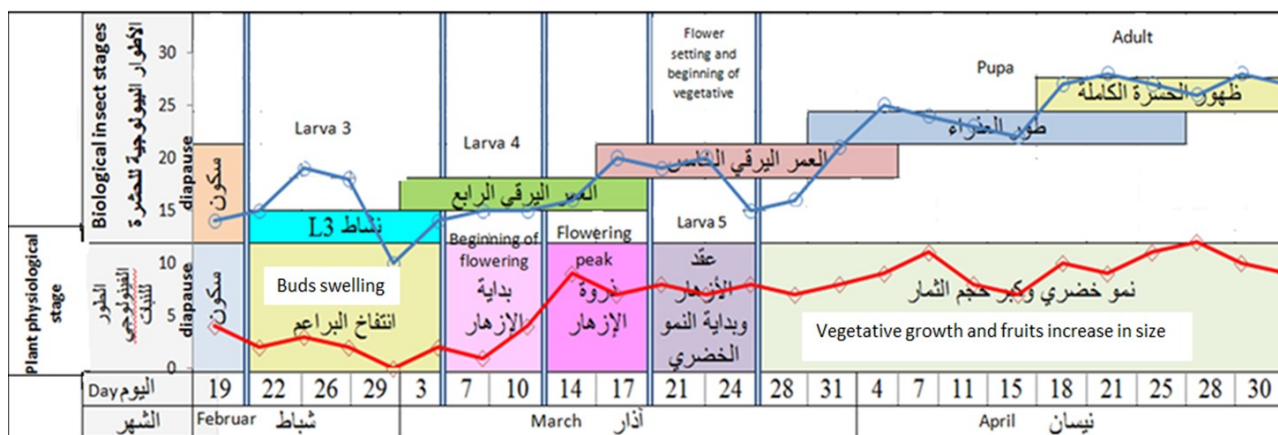 Biological insect stages
الأطوار البيولوجية للحشرة
diapause
35
30
25
20
15
10
5
0
Larva 3
Larva 4
Flower
setting and
beginning of
vegetative
Pupa
Adult
ظهور الحشرة الكاملة
طور العذراء
العمر اليرقي الخامس
العمر اليرقي الرابع
نشاط L3
سكون
Larva 5
Plant physiological
stage
الطور
الفينولوجي
للنبات
diapause
سكون
Buds swelling
انتفاخ البراعم
Beginning of
flowering
بداية
الإزهار
Flowering
peak
ذروة
الإزهار
عقد
الأزهار
وبداية النمو
الخضري
نمو خضري وكبر حجم الثمار
Vegetative growth and fruits increase in size
Day اليوم 19 22 26 29 3 7 10 14 17 21 24 28 31 4 7 11 15 18 21 25 28 30
الشهر Februar شباط March آذار April نيسان